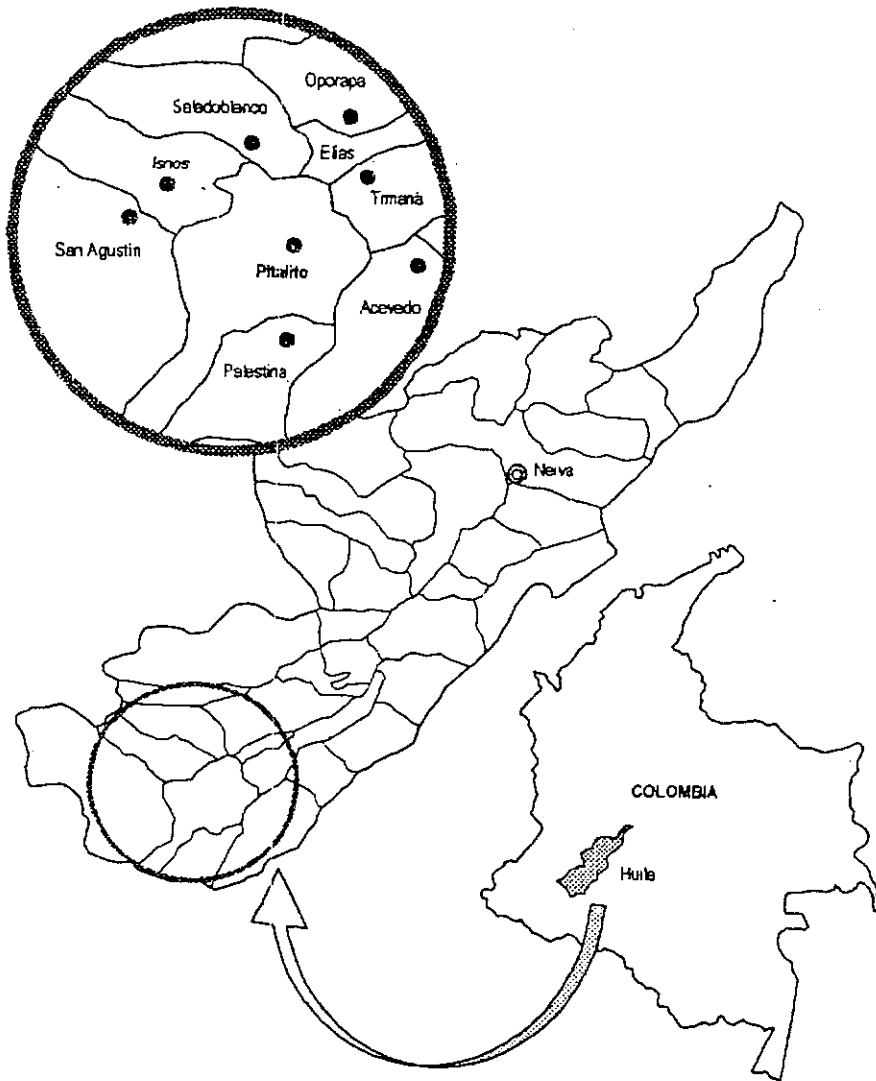 Oporapa
Saladoblanco
Elías
Isnos
Timaná
San Agustín
Pitalito
Acevedo
Palestina
Neiva
COLOMBIA
Huila